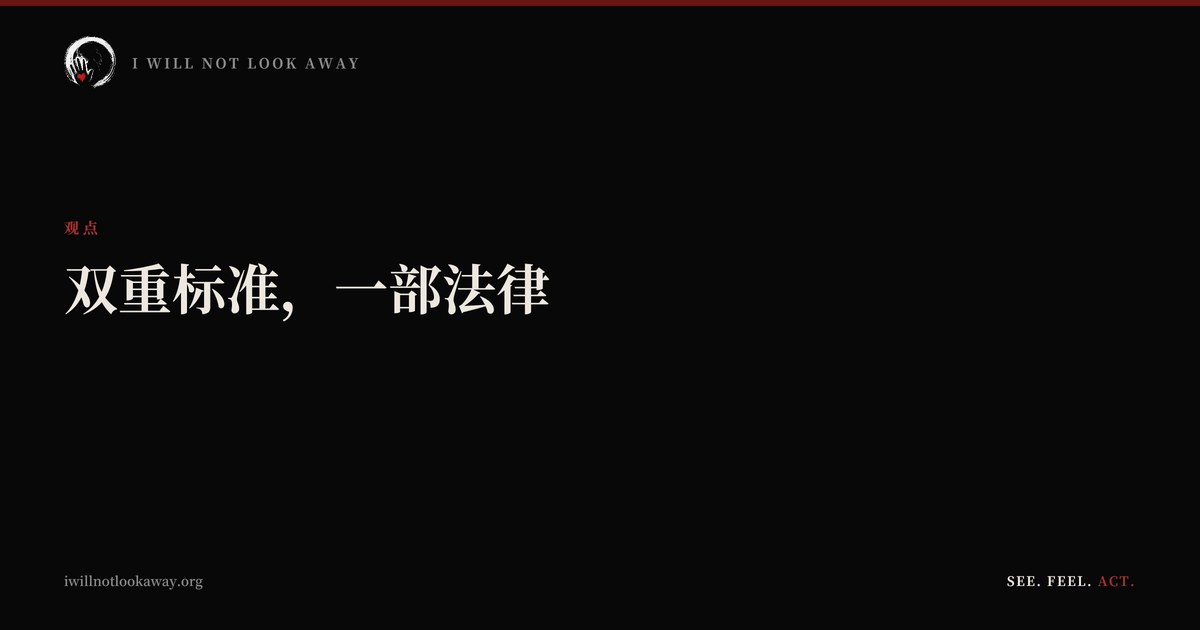 I WILL NOT LOOK AWAY
观点
双重标准，一部法律
iwillnotlookaway.org
SEE. FEEL. ACT.